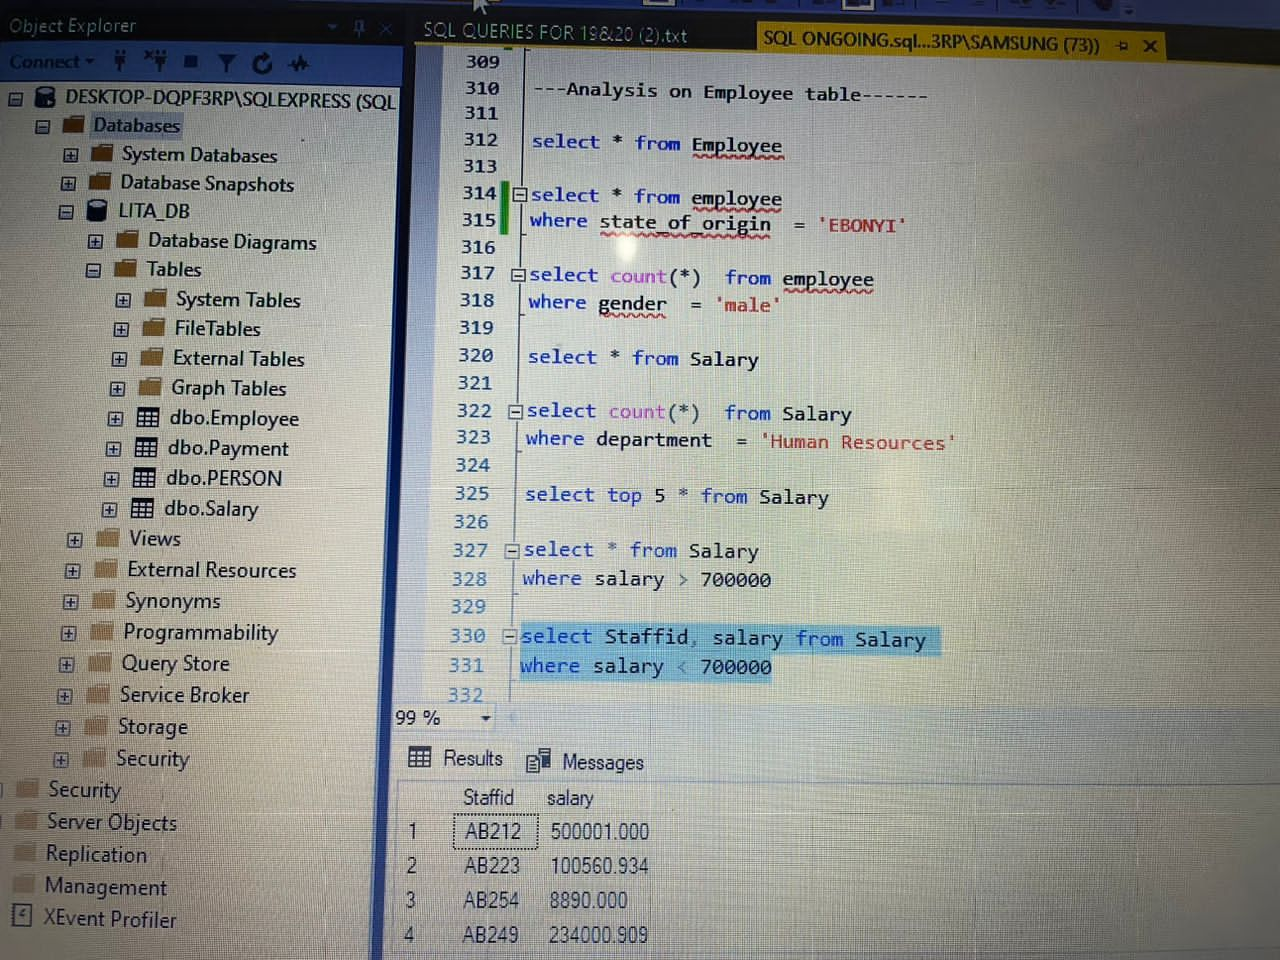 Object Explorer
Connect
DESKTOP-DQPF3RP\SQLEXPRESS (SQL
Databases
System Databases
Database Snapshots
LITA_DB
Database Diagrams
Tables
System Tables
FileTables
External Tables
Graph Tables
dbo.Employee
dbo.Payment
dbo.PERSON
dbo.Salary
Views
External Resources
Synonyms
Programmability
Query Store
Service Broker
Storage
Security
Security
Server Objects
Replication
Management
XEvent Profiler
SQL QUERIES FOR 19&20 (2).txt
SQL ONGOING.sql...3RP\SAMSUNG (73))
309
310 ---Analysis on Employee table------
311
312 select * from Employee
313
314 select * from employee
315 where state_of_origin = 'EBONYI'
316
317 select count(*) from employee
318 where gender = 'male'
319
320 select * from Salary
321
322 select count(*) from Salary
323 where department = 'Human Resources'
324
325 select top 5 * from Salary
326
327 select * from Salary
328 where salary > 700000
329
330 select Staffid, salary from Salary
331 where salary < 700000
332
99 %
Results Messages
Staffid salary
1 AB212 500001.000
2 AB223 100560.934
3 AB254 8890.000
4 AB249 234000.909